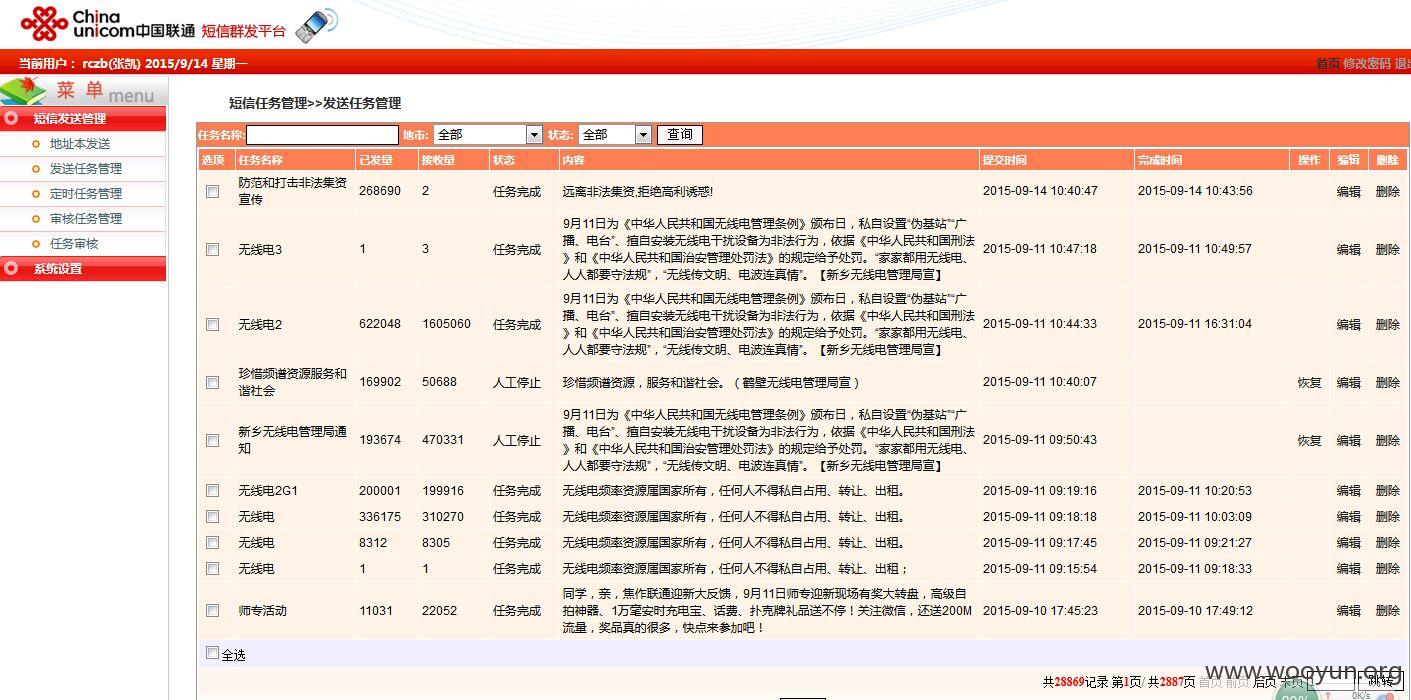 China
unicom中国联通 短信群发平台
当前用户： rczb(张凯) 2015/9/14 星期一 首页 修改密码
菜 单 menu
短信发送管理
地址本发送
发送任务管理
定时任务管理
审核任务管理
任务审核
系统设置
短信任务管理>>发送任务管理
任务名称: 地市: 全部 状态: 全部 查询
选项 任务名称 已发量 接收量 状态 内容 提交时间 完成时间 操作 编辑 删除
防范和打击非法集资
宣传 268690 2 任务完成 远离非法集资,拒绝高利诱惑! 2015-09-14 10:40:47 2015-09-14 10:43:56 编辑 删除
无线电3 1 3 任务完成 9月11日为《中华人民共和国无线电管理条例》颁布日，私自设置“伪基站”“广
播、电台”、擅自安装无线电干扰设备为非法行为，依据《中华人民共和国刑法
》和《中华人民共和国治安管理处罚法》的规定给予处罚。“家家都用无线电、
人人都要守法规”，“无线传文明、电波连真情”。【新乡无线电管理局宣】 2015-09-11 10:47:18 2015-09-11 10:49:57 编辑 删除
无线电2 622048 1605060 任务完成 9月11日为《中华人民共和国无线电管理条例》颁布日，私自设置“伪基站”“广
播、电台”、擅自安装无线电干扰设备为非法行为，依据《中华人民共和国刑法
》和《中华人民共和国治安管理处罚法》的规定给予处罚。“家家都用无线电、
人人都要守法规”，“无线传文明、电波连真情”。【新乡无线电管理局宣】 2015-09-11 10:44:33 2015-09-11 16:31:04 编辑 删除
珍惜频谱资源服务和
谐社会 169902 50688 人工停止 珍惜频谱资源，服务和谐社会。（鹤壁无线电管理局宣） 2015-09-11 10:40:07 恢复 编辑 删除
新乡无线电管理局通
知 193674 470331 人工停止 9月11日为《中华人民共和国无线电管理条例》颁布日，私自设置“伪基站”“广
播、电台”、擅自安装无线电干扰设备为非法行为，依据《中华人民共和国刑法
》和《中华人民共和国治安管理处罚法》的规定给予处罚。“家家都用无线电、
人人都要守法规”，“无线传文明、电波连真情”。【新乡无线电管理局宣】 2015-09-11 09:50:43 恢复 编辑 删除
无线电2G1 200001 199916 任务完成 无线电频率资源属国家所有，任何人不得私自占用、转让、出租。 2015-09-11 09:19:16 2015-09-11 10:20:53 编辑 删除
无线电 336175 310270 任务完成 无线电频率资源属国家所有，任何人不得私自占用、转让、出租。 2015-09-11 09:18:18 2015-09-11 10:03:09 编辑 删除
无线电 8312 8305 任务完成 无线电频率资源属国家所有，任何人不得私自占用、转让、出租。 2015-09-11 09:17:45 2015-09-11 09:21:27 编辑 删除
无线电 1 1 任务完成 无线电频率资源属国家所有，任何人不得私自占用、转让、出租； 2015-09-11 09:15:54 2015-09-11 09:18:33 编辑 删除
师专活动 11031 22052 任务完成 同学，亲，焦作联通迎新大反馈，9月11日师专迎新现场有奖大转盘，高级自
拍神器、1万毫安时充电宝、话费、扑克牌礼品送不停！关注微信，还送200M
流量，奖品真的很多，快点来参加吧！ 2015-09-10 17:45:23 2015-09-10 17:49:12 编辑 删除
全选
共28869记录 第1页/ 共2887页 首页 前页 后页 末页 跳转
www.wooyun.org
0K/s